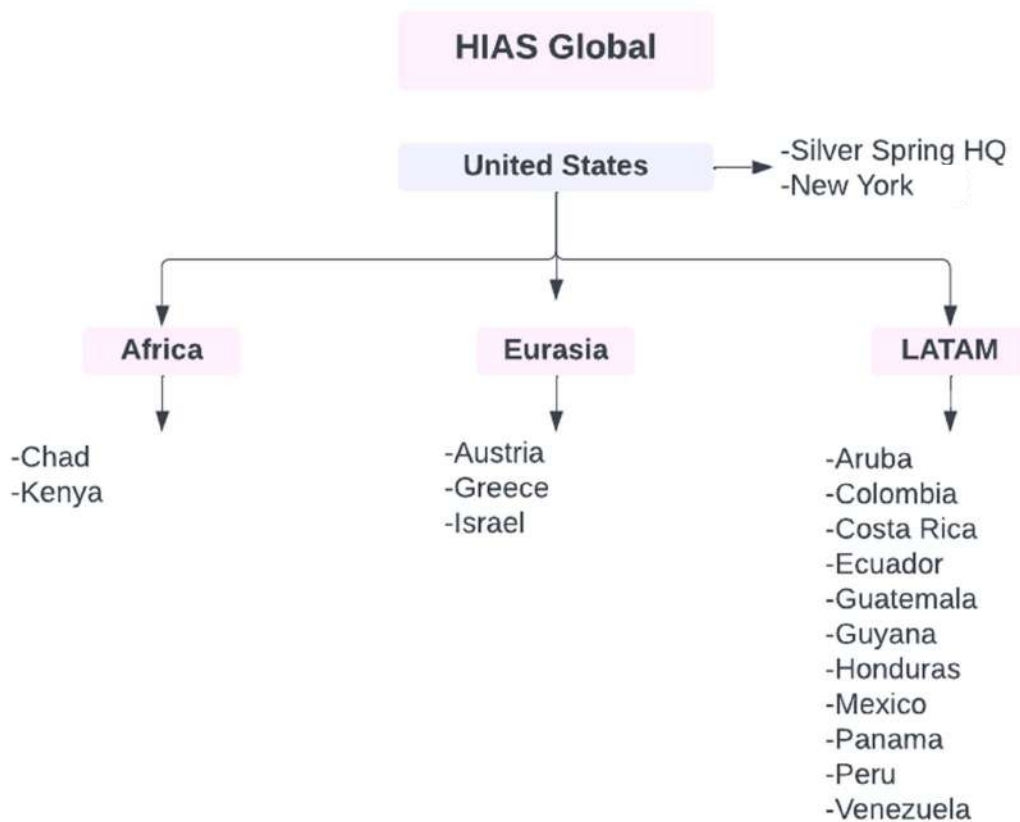 HIAS Global
United States
-Silver Spring HQ
-New York
Africa
Eurasia
LATAM
-Chad
-Kenya
-Austria
-Greece
-Israel
-Aruba
-Colombia
-Costa Rica
-Ecuador
-Guatemala
-Guyana
-Honduras
-Mexico
-Panama
-Peru
-Venezuela